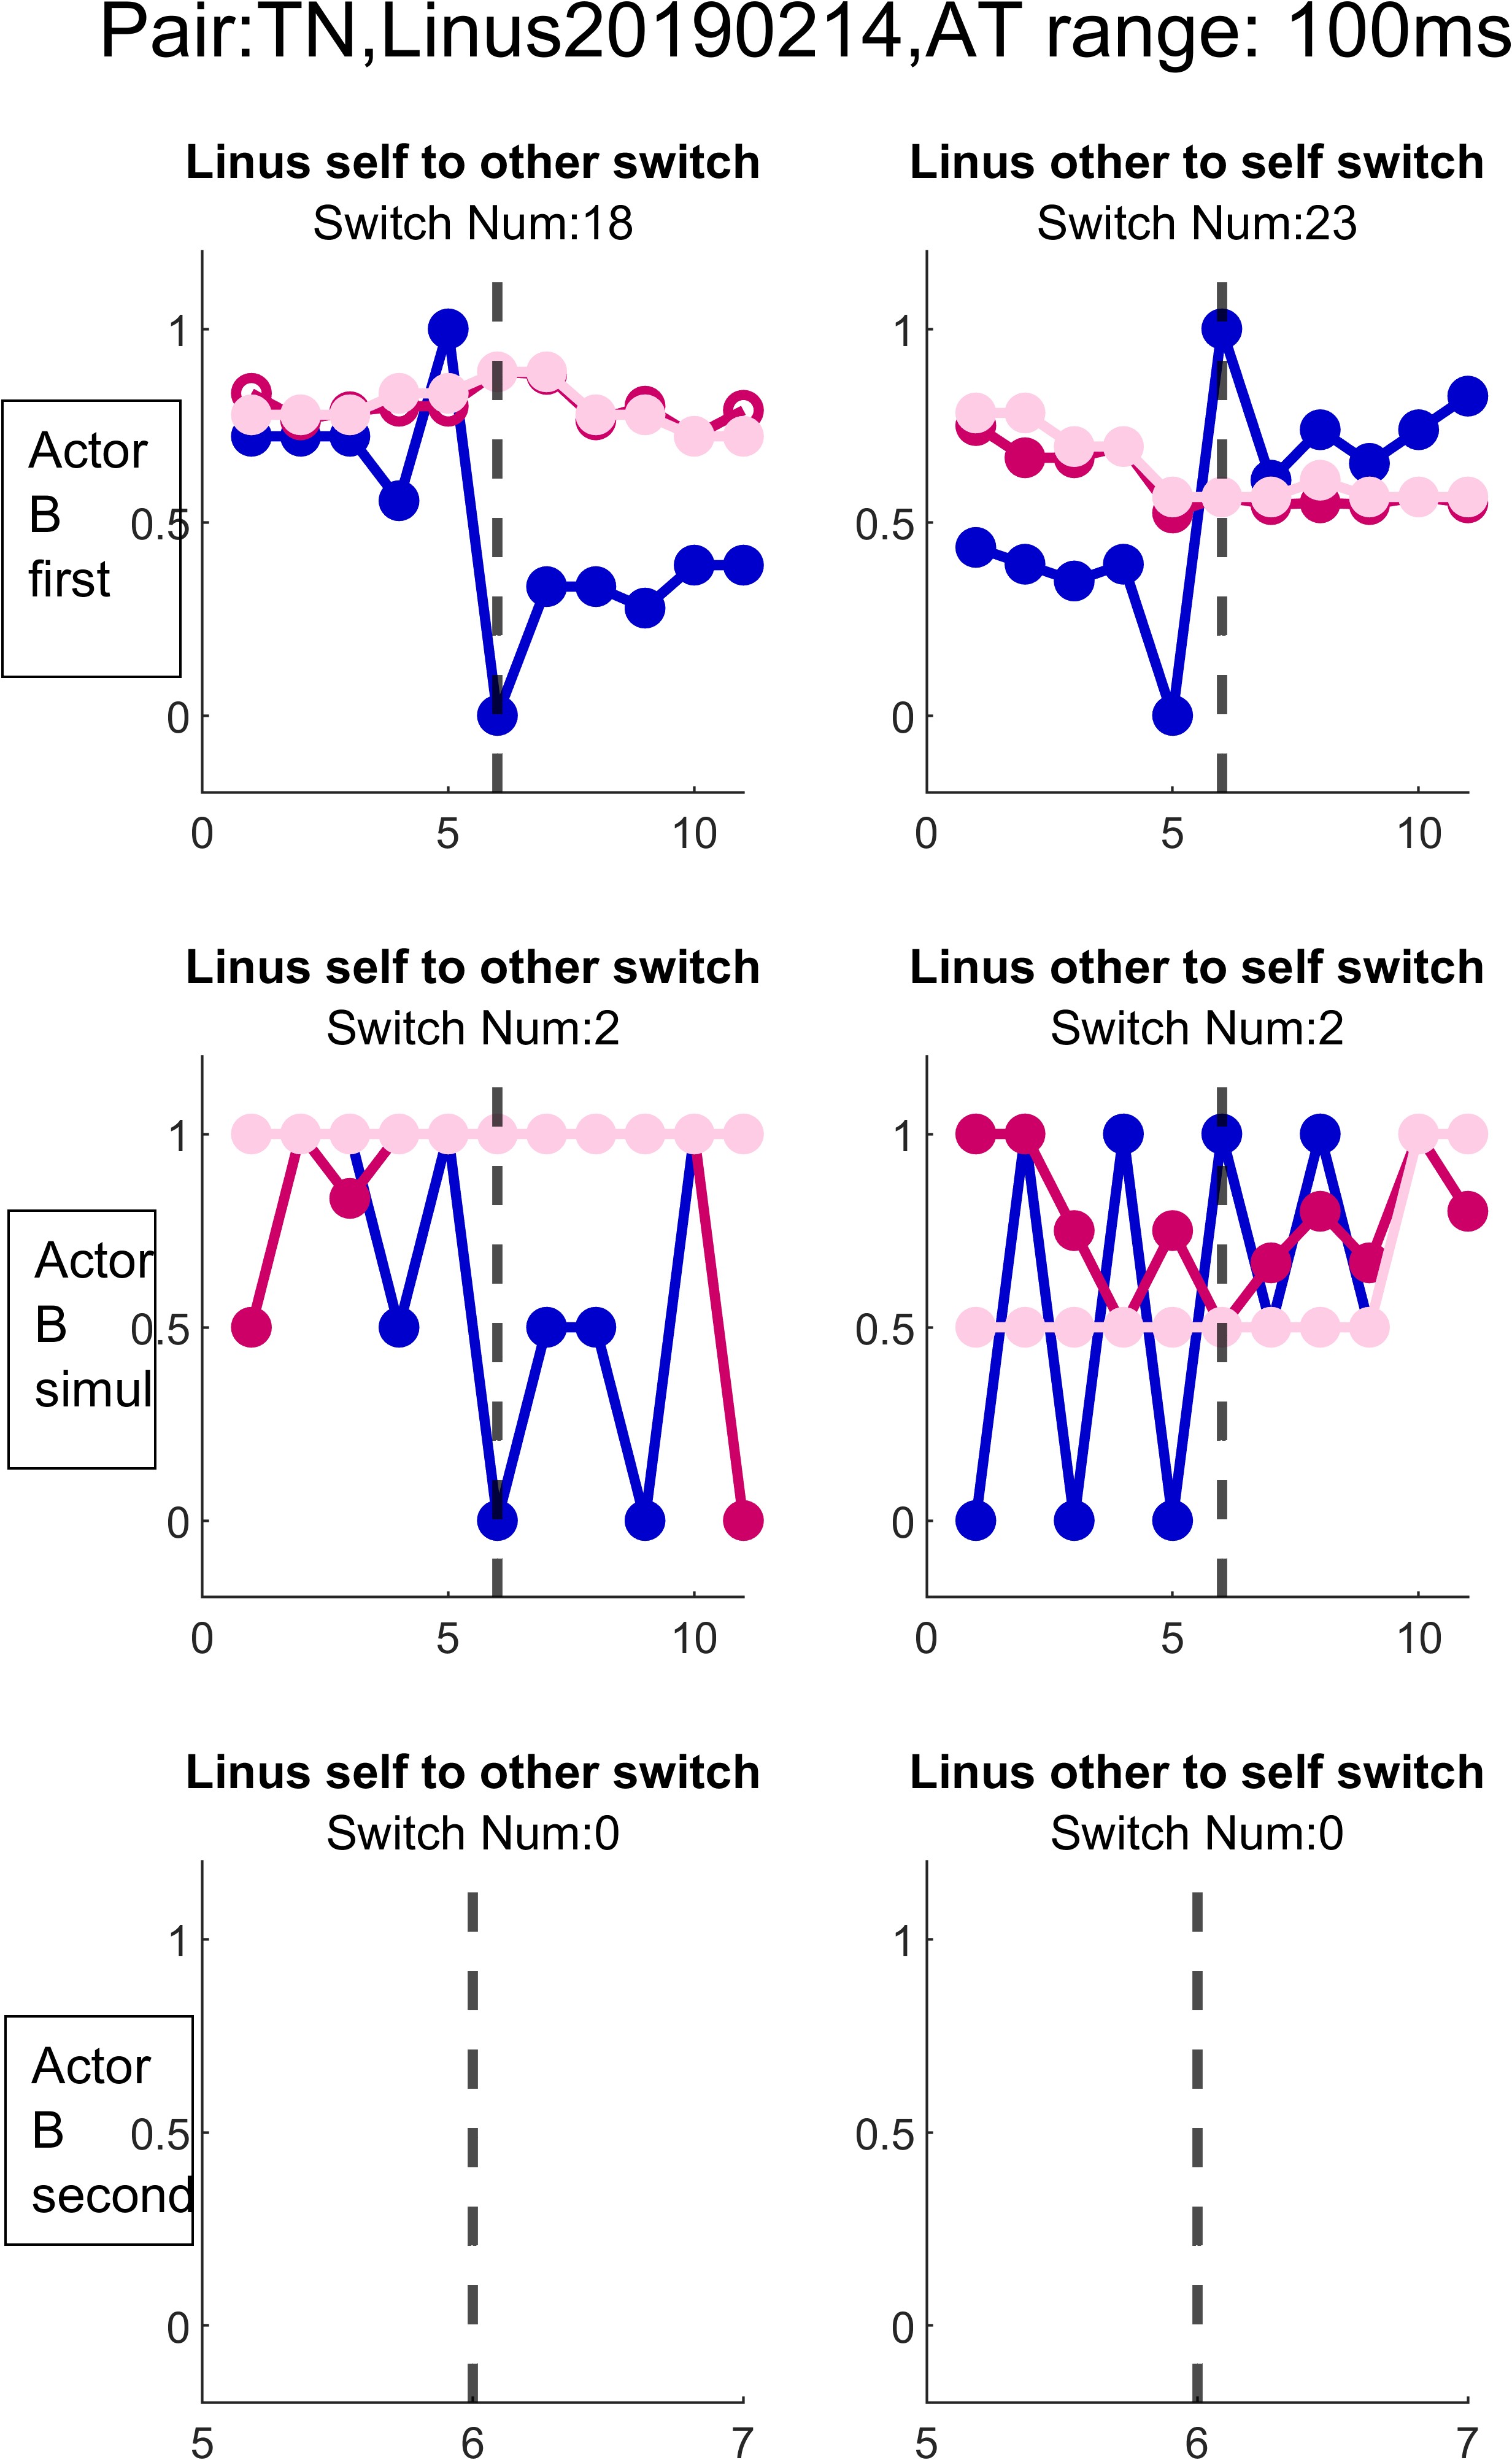 Pair:TN,Linus20190214,AT range: 100ms
Linus self to other switch
Switch Num:18
Linus other to self switch
Switch Num:23
Actor
B
first
1
0.5
0
0
5
10
1
0.5
0
0
5
10
Linus self to other switch
Switch Num:2
Linus other to self switch
Switch Num:2
Actor
B
simul
1
0.5
0
0
5
10
1
0.5
0
0
5
10
Linus self to other switch
Switch Num:0
Linus other to self switch
Switch Num:0
Actor
B
second
1
0.5
0
5
6
7
1
0.5
0
5
6
7